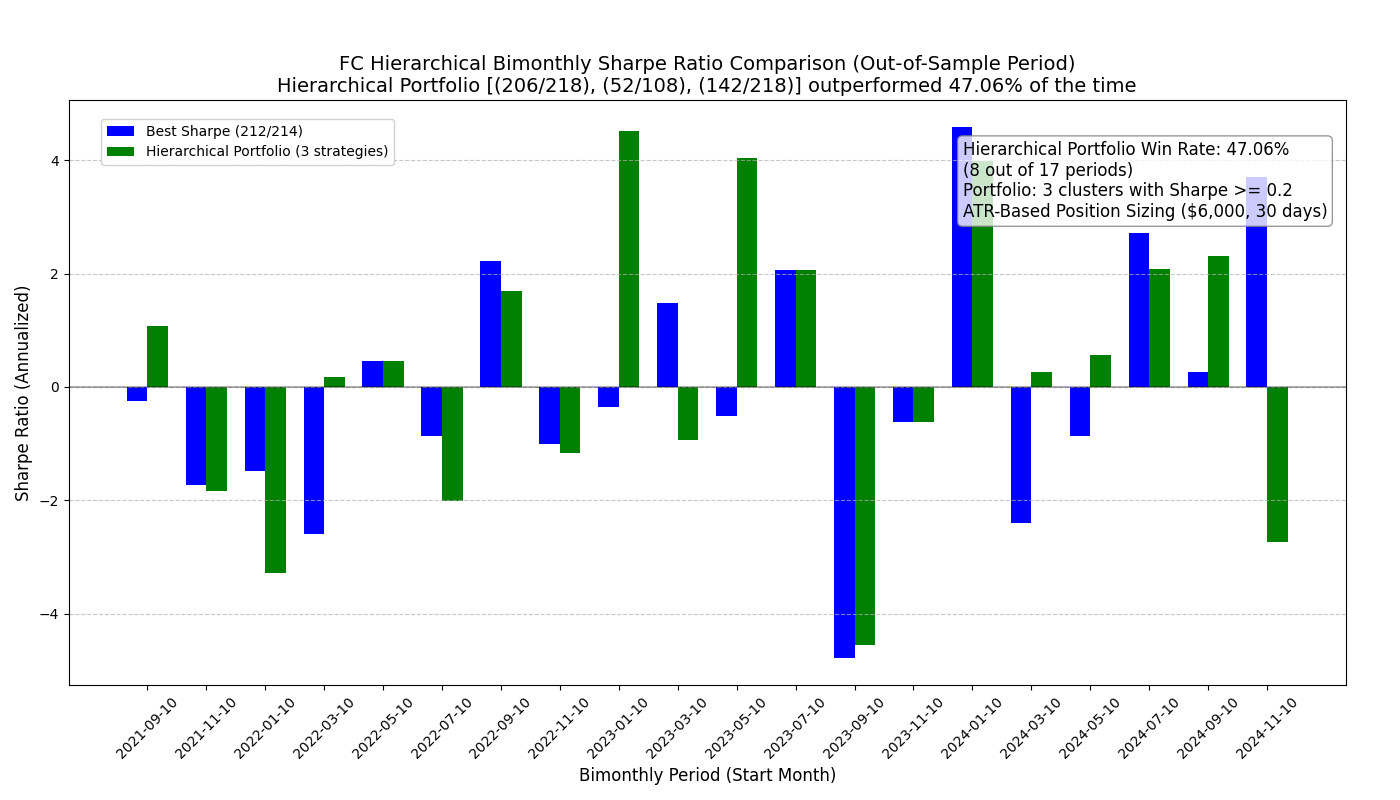 FC Hierarchical Bimonthly Sharpe Ratio Comparison (Out-of-Sample Period)
Hierarchical Portfolio [(206/218), (52/108), (142/218)] outperformed 47.06% of the time
Best Sharpe (212/214)
Hierarchical Portfolio (3 strategies)
Hierarchical Portfolio Win Rate: 47.06%
(8 out of 17 periods)
Portfolio: 3 clusters with Sharpe >= 0.2
ATR-Based Position Sizing ($6,000, 30 days)
Sharpe Ratio (Annualized)
4
2
0
−2
−4
2021-09-10
2021-11-10
2022-01-10
2022-03-10
2022-05-10
2022-07-10
2022-09-10
2022-11-10
2023-01-10
2023-03-10
2023-05-10
2023-07-10
2023-09-10
2023-11-10
2024-01-10
2024-03-10
2024-05-10
2024-07-10
2024-09-10
2024-11-10
Bimonthly Period (Start Month)